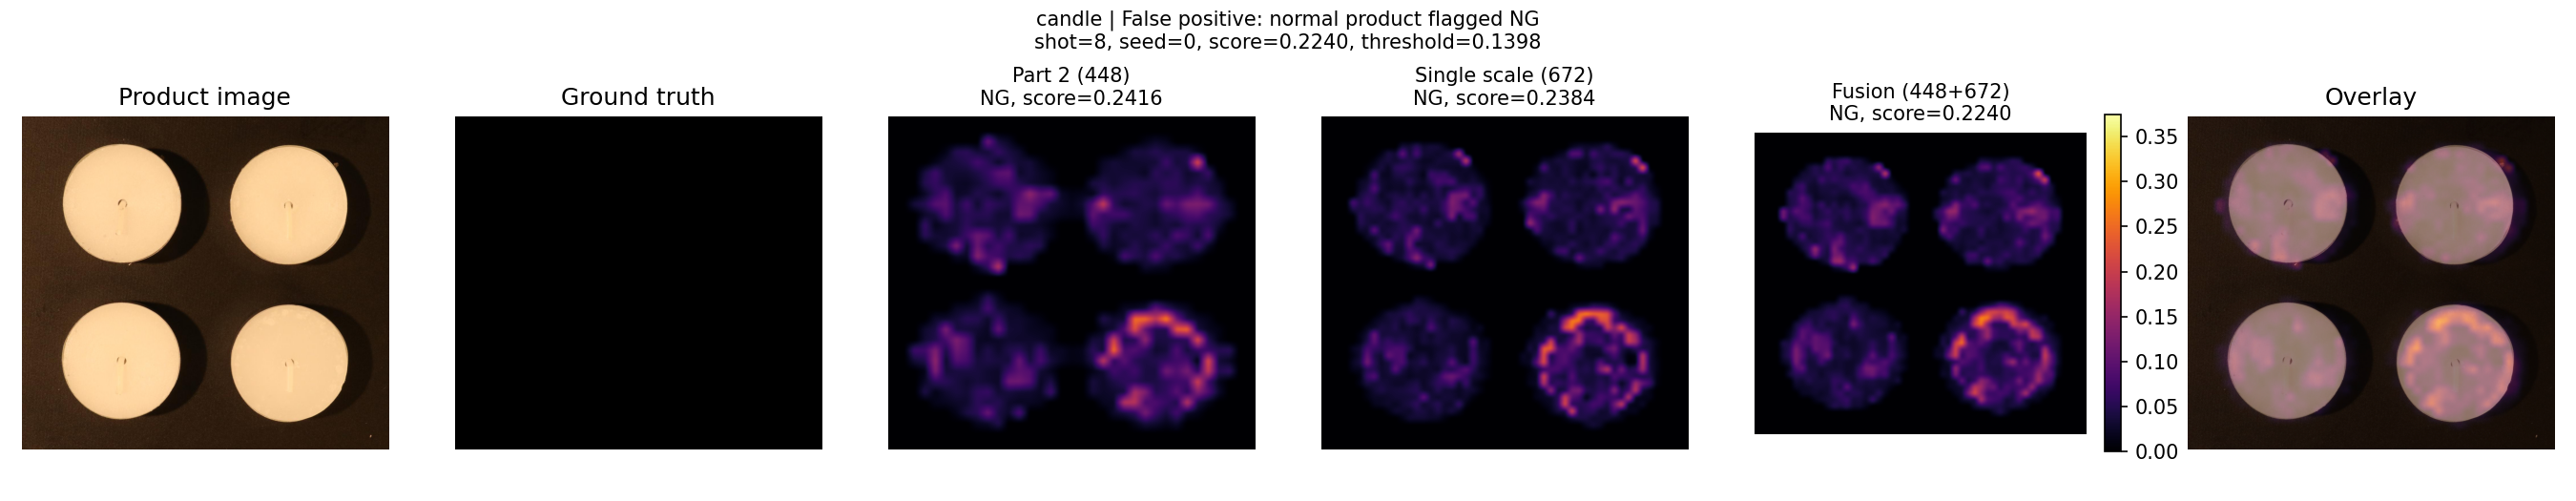 candle | False positive: normal product flagged NG
shot=8, seed=0, score=0.2240, threshold=0.1398
Product image
Ground truth
Part 2 (448)
NG, score=0.2416
Single scale (672)
NG, score=0.2384
Fusion (448+672)
NG, score=0.2240
0.35
0.30
0.25
0.20
0.15
0.10
0.05
0.00
Overlay